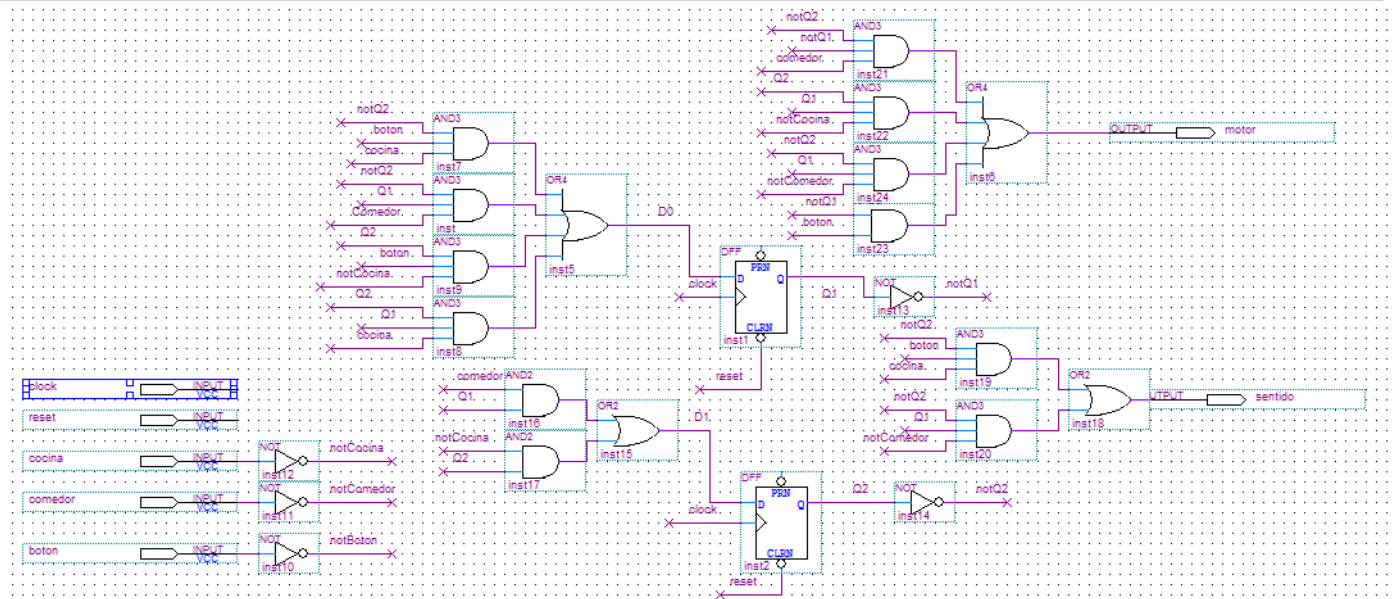 notQ2
AND3
notQ1
comedor
inst21
Q2
AND3
Q1
notCocina
inst22
OR4
inst6
OUTPUT
motor
notQ2
AND3
Q1
notComedor
inst24
notQ1
AND3
boton
inst23
notQ2
AND3
boton
cocina
inst7
notQ2
AND3
Q1
Comedor
inst
Q2
AND3
boton
notCocina
inst9
Q2
AND3
Q1
cocina
inst8
OR4
inst5
D0
DFF
PRN
D
Q
clock
CLRN
inst1
reset
Q1
NOT
inst13
notQ1
notQ2
AND3
boton
cocina
inst19
notQ2
AND3
Q1
notComedor
inst20
OR2
inst18
UTPUT
sentido
clock
INPUT
VCC
reset
INPUT
VCC
cocina
INPUT
VCC
NOT
inst12
notCocina
comedor
INPUT
VCC
NOT
inst11
notComedor
boton
INPUT
VCC
NOT
inst10
notBoton
comedor
AND2
Q1
inst16
notCocina
AND2
Q2
inst17
OR2
inst15
D1
DFF
PRN
D
Q
clock
CLRN
inst2
reset
Q2
NOT
inst14
notQ2